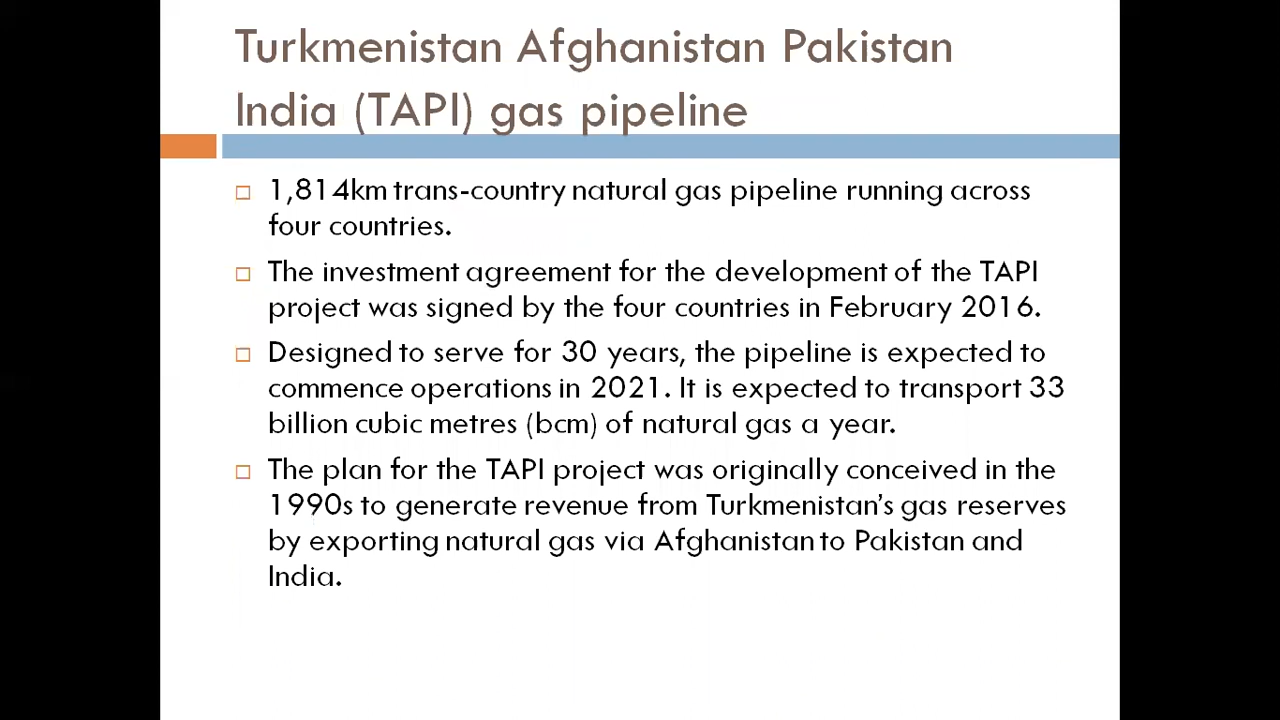 Turkmenistan Afghanistan Pakistan
India (TAPI) gas pipeline
1,814km trans-country natural gas pipeline running across
four countries.
The investment agreement for the development of the TAPI
project was signed by the four countries in February 2016.
Designed to serve for 30 years, the pipeline is expected to
commence operations in 2021. It is expected to transport 33
billion cubic metres (bcm) of natural gas a year.
The plan for the TAPI project was originally conceived in the
1990s to generate revenue from Turkmenistan’s gas reserves
by exporting natural gas via Afghanistan to Pakistan and
India.